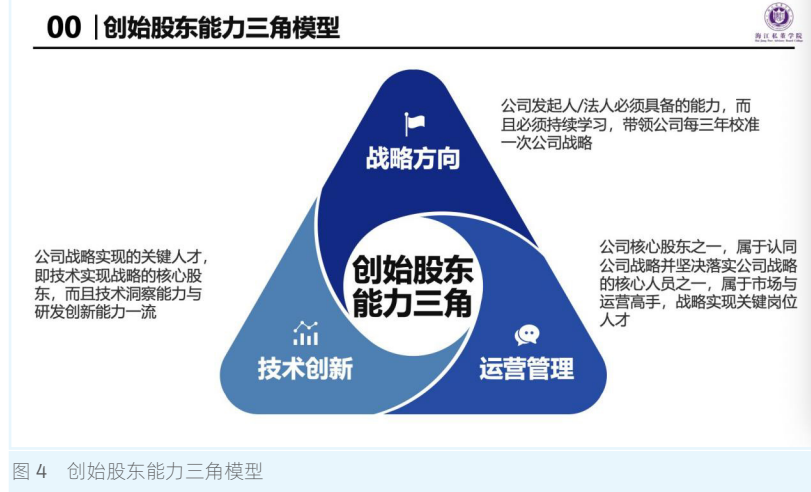 00 |创始股东能力三角模型
海江私董学院
战略方向
公司发起人/法人必须具备的能力，而
且必须持续学习，带领公司每三年校准
一次公司战略
公司战略实现的关键人才，
即技术实现战略的核心股
东，而且技术洞察能力与
研发创新能力一流
创始股东
能力三角
公司核心股东之一，属于认同
公司战略并坚决落实公司战略
的核心人员之一，属于市场与
运营高手，战略实现关键岗位
人才
技术创新
运营管理
图 4 创始股东能力三角模型